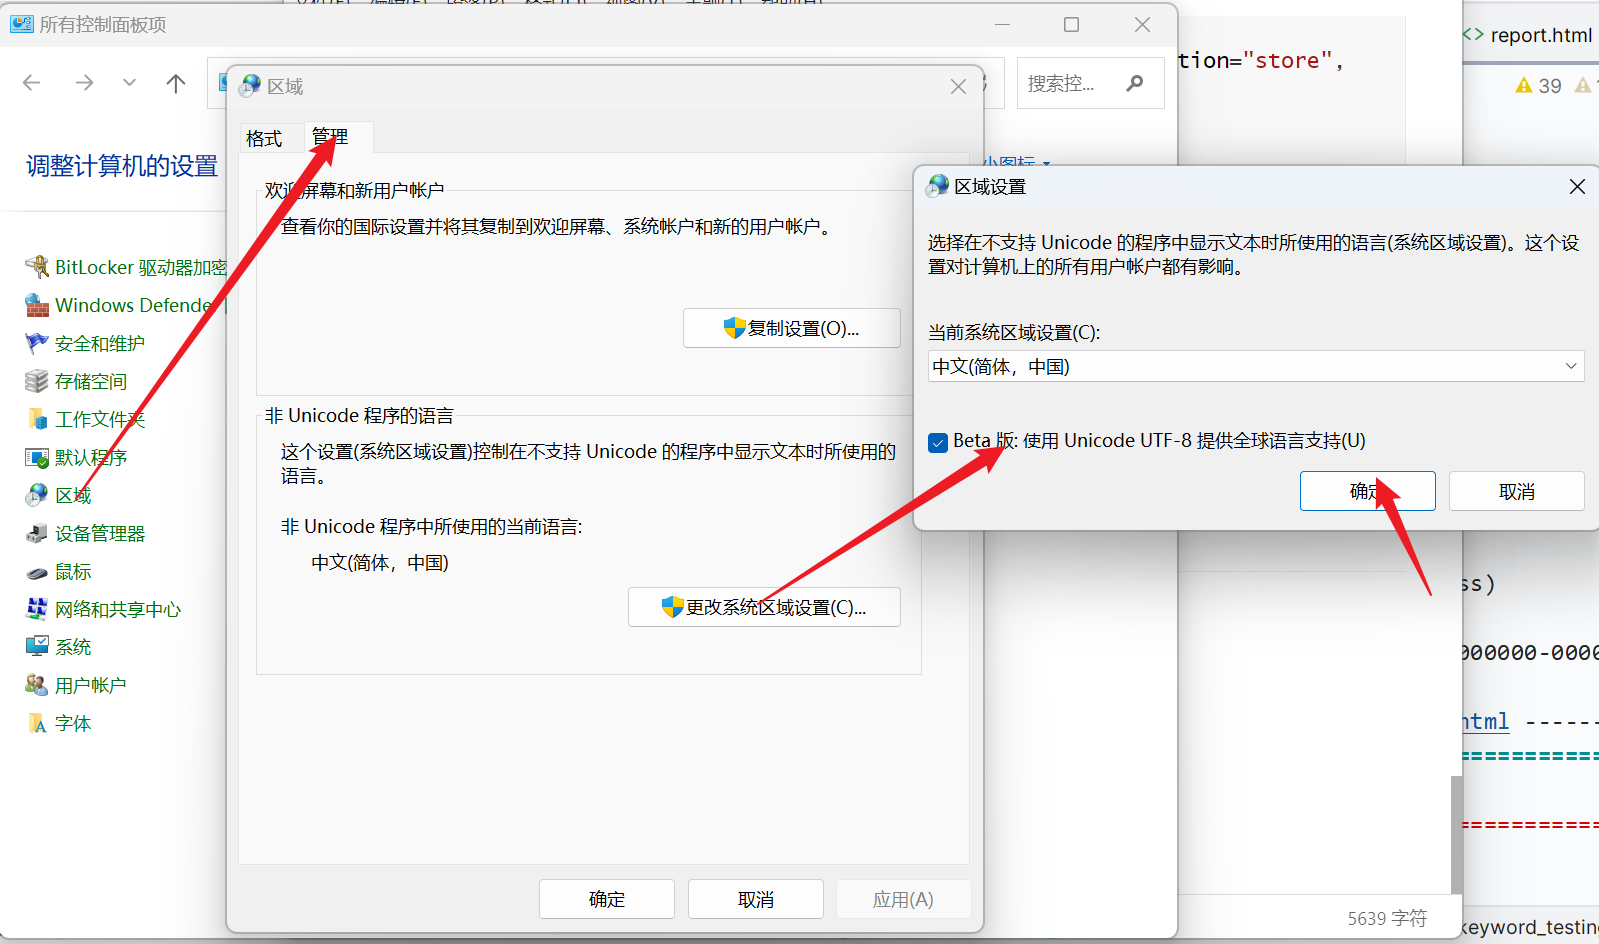 所有控制面板项
tion="store",
report.html
39
区域
搜索控...
格式
管理
小图标
调整计算机的设置
欢迎屏幕和新用户帐户
查看你的国际设置并将其复制到欢迎屏幕、系统帐户和新的用户帐户。
复制设置(O)...
BitLocker 驱动器加密
Windows Defende
安全和维护
存储空间
工作文件夹
默认程序
区域
设备管理器
鼠标
网络和共享中心
系统
用户帐户
字体
非 Unicode 程序的语言
这个设置(系统区域设置)控制在不支持 Unicode 的程序中显示文本时所使用的
语言。
非 Unicode 程序中所使用的当前语言:
中文(简体，中国)
更改系统区域设置(C)...
确定
取消
应用(A)
区域设置
选择在不支持 Unicode 的程序中显示文本时所使用的语言(系统区域设置)。这个设
置对计算机上的所有用户帐户都有影响。
当前系统区域设置(C):
中文(简体，中国)
Beta 版: 使用 Unicode UTF-8 提供全球语言支持(U)
确定
取消
ss)
000000-0000
html ------
===========
===========
5639 字符
keyword_testing